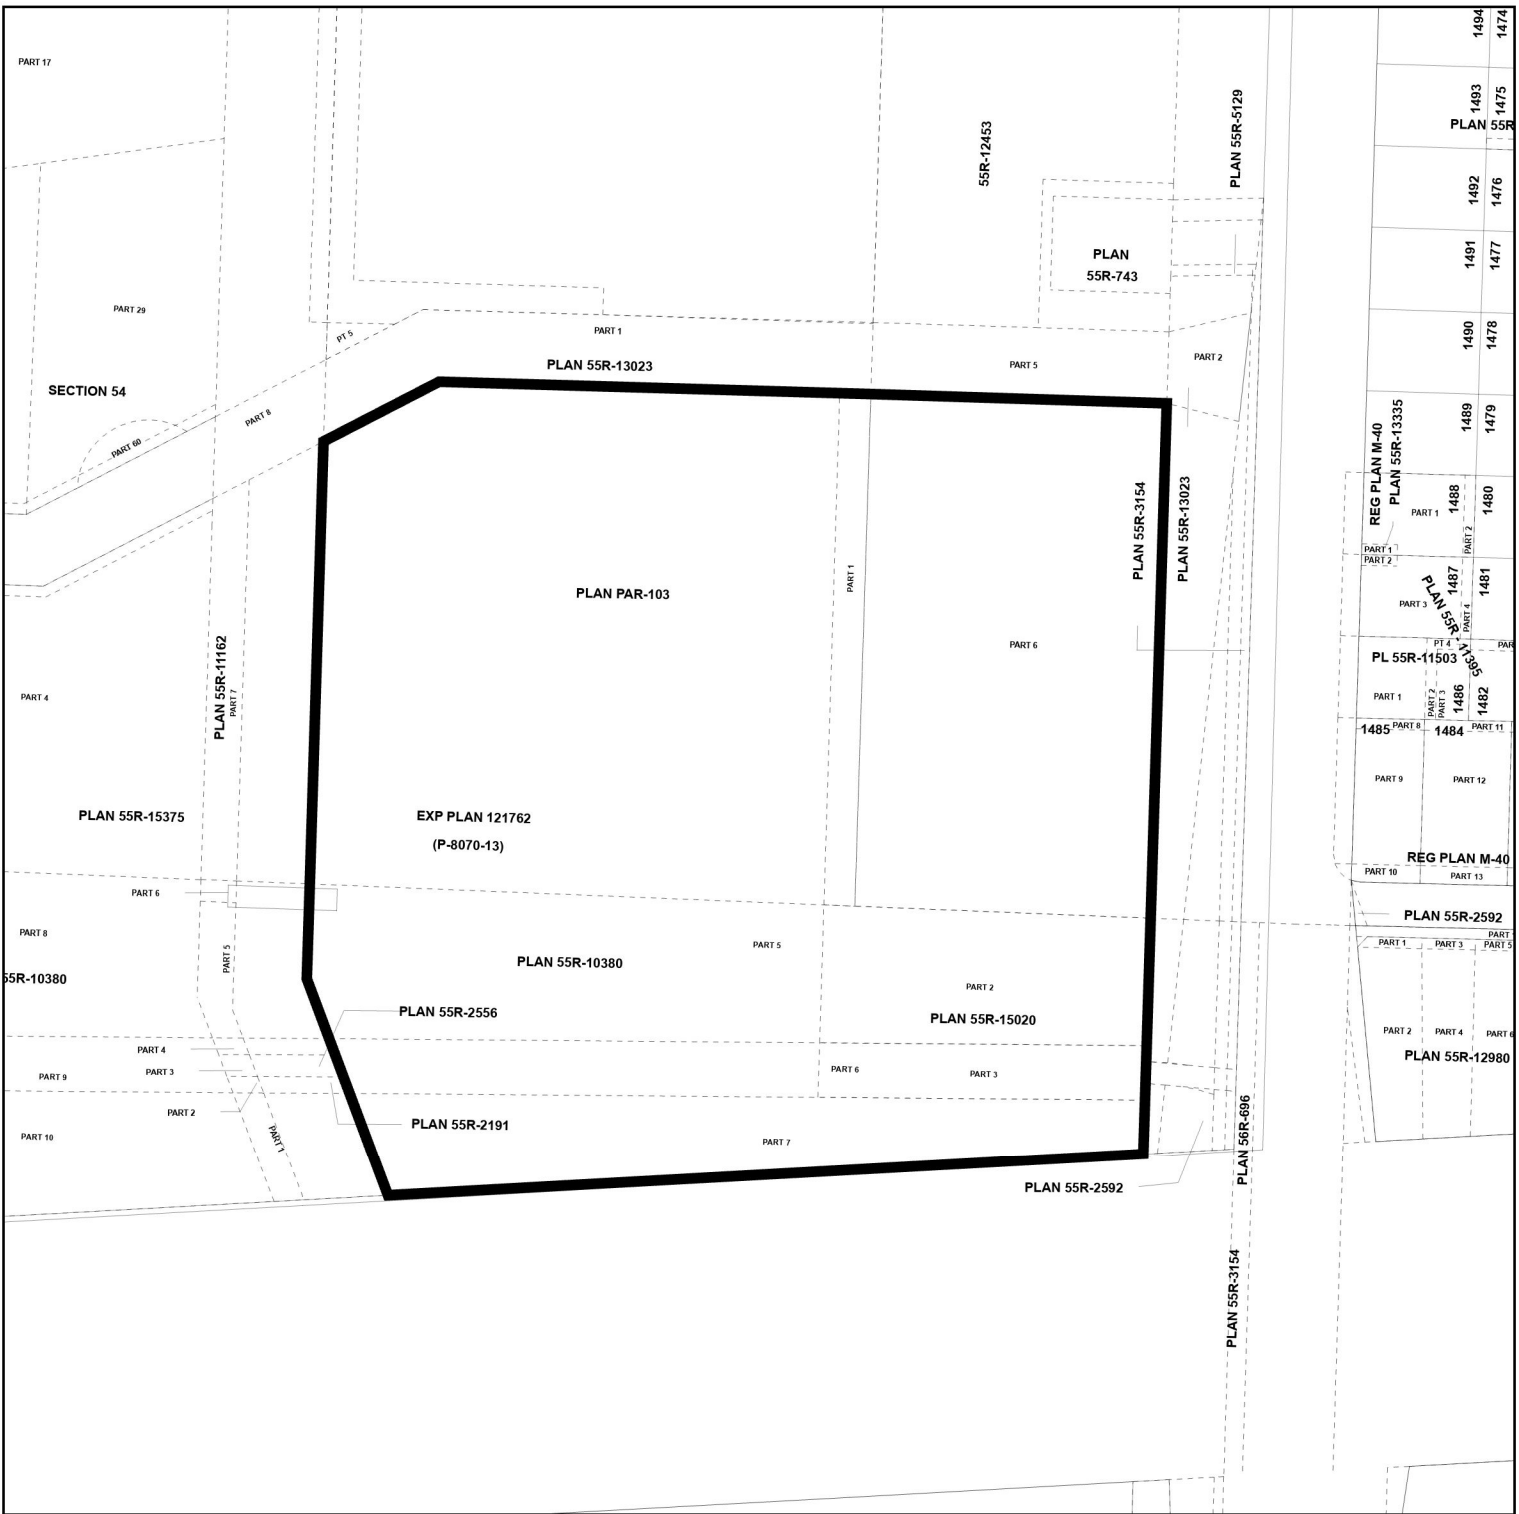 1494
1474
PART 17
1493
1475
PLAN 55R-5129
PLAN 55R
55R-12453
1492
1476
1491
1477
PLAN
55R-743
PART 29
PT 5
PART 1
1490
1478
PART 2
PLAN 55R-13023
PART 5
SECTION 54
PART 8
PART 60
1489
1479
REG PLAN M-40
PLAN 55R-13335
PLAN 55R-3154
PLAN 55R-13023
1488
1480
PART 1
PART 2
PART 1
PART 2
PART 1
PLAN PAR-103
1487
1481
PART 3
PART 4
PLAN 55R - 11395
PART 6
PT 4
PAR
PL 55R-11503
PLAN 55R-11162
PART 7
PART 4
PART 1
PART 2
PART 3
1486
1482
1485
PART 8
1484
PART 11
PART 9
PART 12
PLAN 55R-15375
EXP PLAN 121762
(P-8070-13)
REG PLAN M-40
PART 10
PART 13
PART 6
PLAN 55R-2592
PART 8
PART
PART 5
PART 5
PART 1
PART 3
PART 5
PLAN 55R-10380
55R-10380
PART 2
PLAN 55R-2556
PLAN 55R-15020
PART 2
PART 4
PART 6
PART 4
PLAN 55R-12980
PART 3
PART 9
PART 6
PART 3
PART 2
PLAN 55R-2191
PART 10
PART 1
PART 7
PLAN 56R-696
PLAN 55R-2592
PLAN 55R-3154